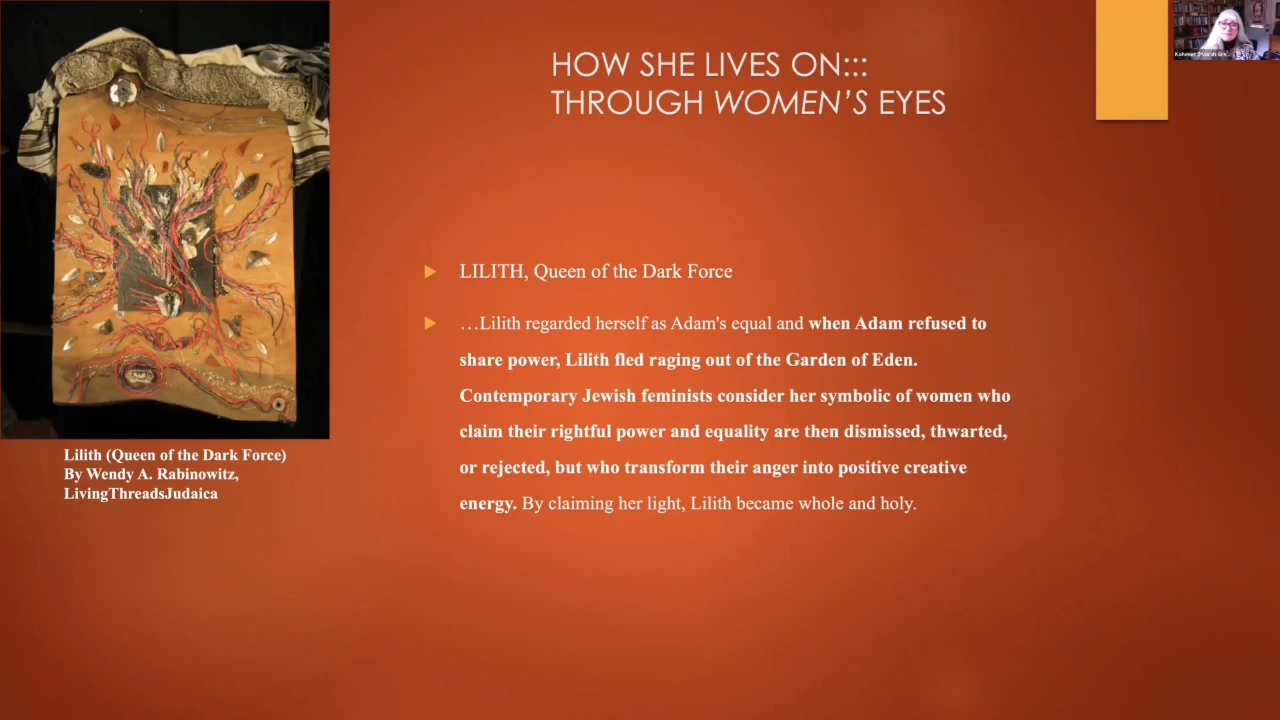 HOW SHE LIVES ON:::
THROUGH WOMEN'S EYES
LILITH, Queen of the Dark Force
…Lilith regarded herself as Adam's equal and when Adam refused to
share power, Lilith fled raging out of the Garden of Eden.
Contemporary Jewish feminists consider her symbolic of women who
claim their rightful power and equality are then dismissed, thwarted,
or rejected, but who transform their anger into positive creative
energy. By claiming her light, Lilith became whole and holy.
Lilith (Queen of the Dark Force)
By Wendy A. Rabinowitz,
LivingThreadsJudaica
Kohenet